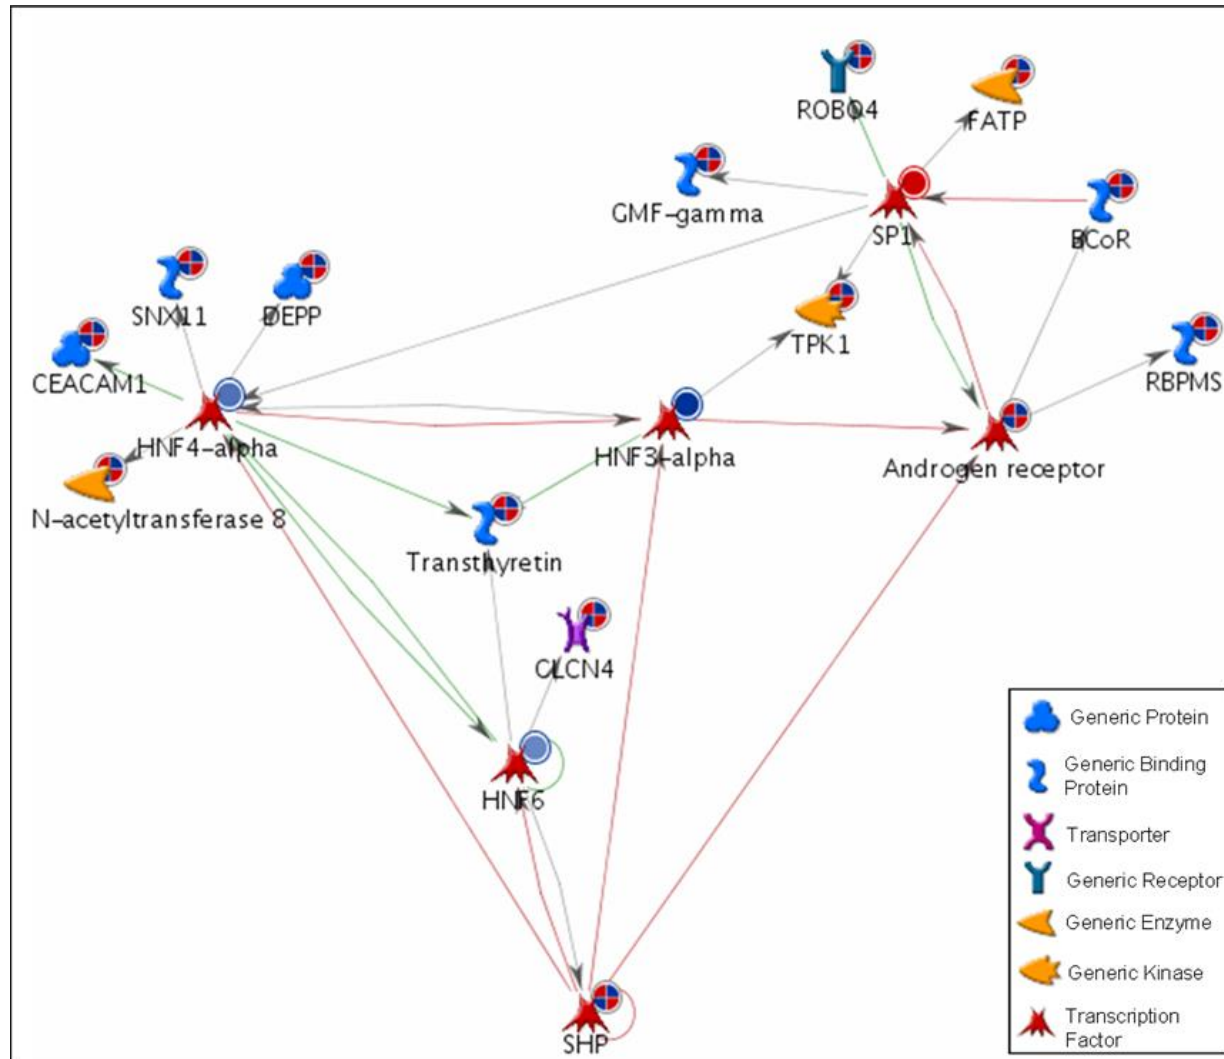 ROBO4
FATP
GMF-gamma
SP1
BCoR
SNX11
DEPP
TPK1
CEACAM1
RBPMS
HNF4-alpha
HNF3-alpha
Androgen receptor
N-acetyltransferase 8
Transthyretin
CLCN4
HNF6
SHP
Generic Protein
Generic Binding
Protein
Transporter
Generic Receptor
Generic Enzyme
Generic Kinase
Transcription
Factor